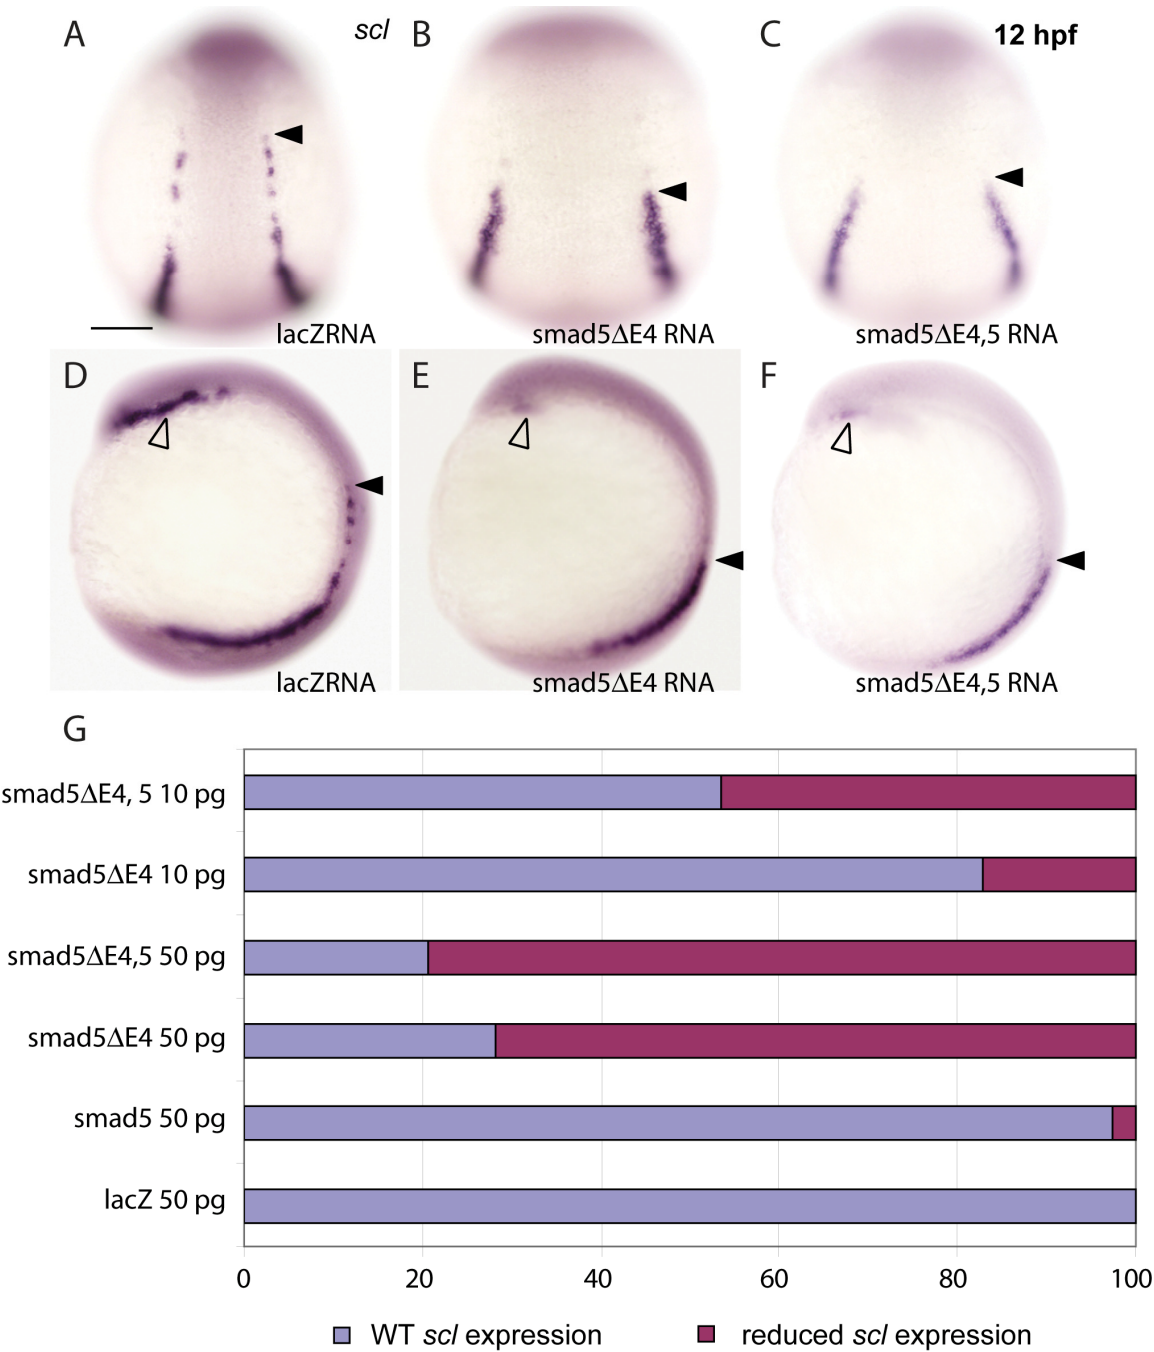 A scl B C 12 hpf
lacZRNA smad5ΔE4 RNA smad5ΔE4,5 RNA
D E F
lacZRNA smad5ΔE4 RNA smad5ΔE4,5 RNA
G
smad5ΔE4, 5 10 pg
smad5ΔE4 10 pg
smad5ΔE4,5 50 pg
smad5ΔE4 50 pg
smad5 50 pg
lacZ 50 pg
0 20 40 60 80 100
WT scl expression reduced scl expression